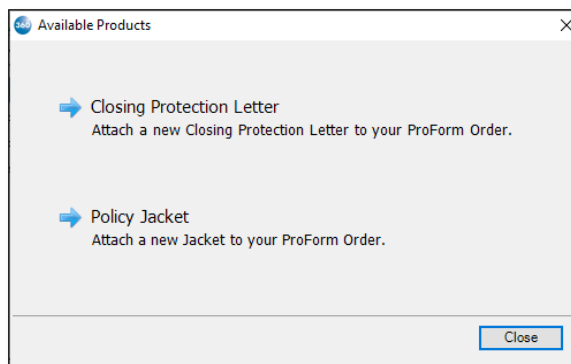 360 Available Products
Closing Protection Letter
Attach a new Closing Protection Letter to your ProForm Order.
Policy Jacket
Attach a new Jacket to your ProForm Order.
Close